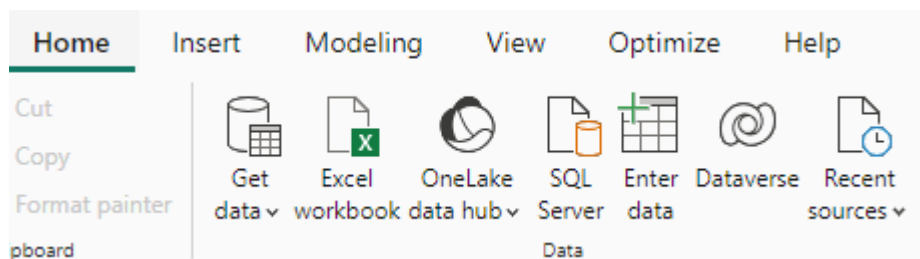 Home Insert Modeling View Optimize Help
Cut
Copy
Format painter
pboard
Get data
Excel workbook
OneLake data hub
SQL Server
Enter data
Dataverse
Recent sources
Data